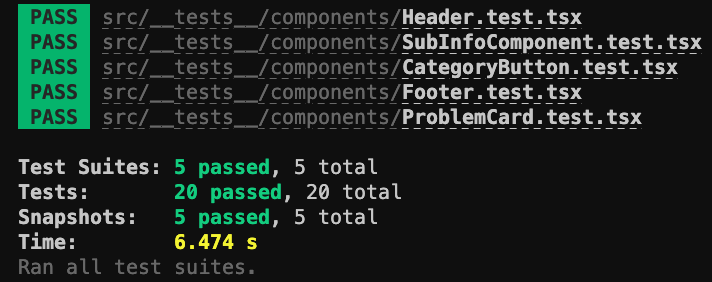 PASS src/__tests__/components/Header.test.tsx
PASS src/__tests__/components/SubInfoComponent.test.tsx
PASS src/__tests__/components/CategoryButton.test.tsx
PASS src/__tests__/components/Footer.test.tsx
PASS src/__tests__/components/ProblemCard.test.tsx
Test Suites: 5 passed, 5 total
Tests: 20 passed, 20 total
Snapshots: 5 passed, 5 total
Time: 6.474 s
Ran all test suites.